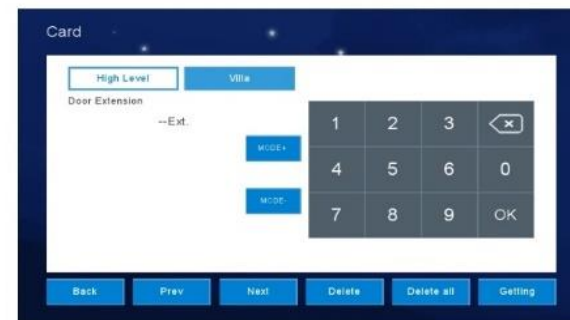 Card
High Level Villa
Door Extension
--Ext.
MODE+
MODE-
1 2 3
4 5 6 0
7 8 9 OK
Back Prev Next Delete Delete all Getting